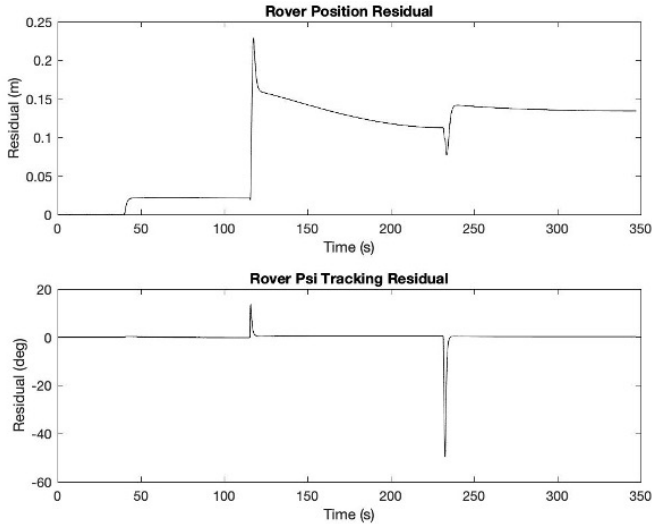 Rover Position Residual
0.25
0.2
0.15
0.1
0.05
0
Residual (m)
0 50 100 150 200 250 300 350
Time (s)
Rover Psi Tracking Residual
20
0
-20
-40
-60
Residual (deg)
0 50 100 150 200 250 300 350
Time (s)